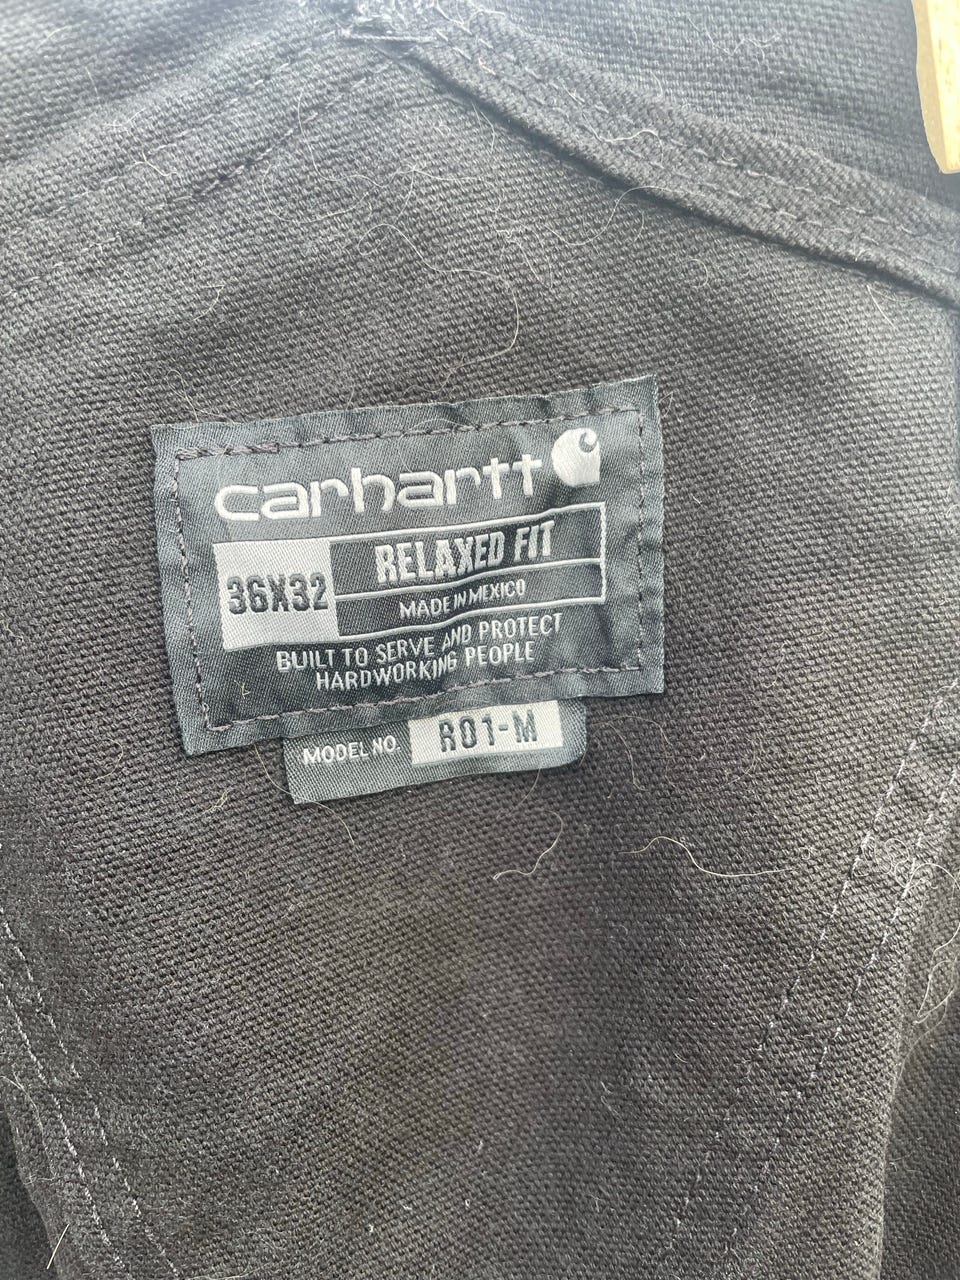 carhartt
36X32
RELAXED FIT
MADE IN MEXICO
BUILT TO SERVE AND PROTECT
HARDWORKING PEOPLE
MODEL NO. R01-M